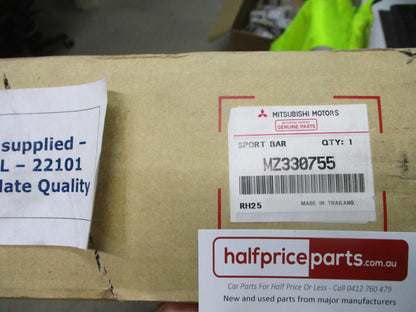 supplied -
L - 22101
late Quality
MITSUBISHI MOTORS
GENUINE PARTS
SPORT BAR QTY: 1
MZ330755
RH25 MADE IN THAILAND
halfpriceparts.com.au
Car Parts For Half Price Or Less - Call 0412 760 479
New and used parts from major manufacturers